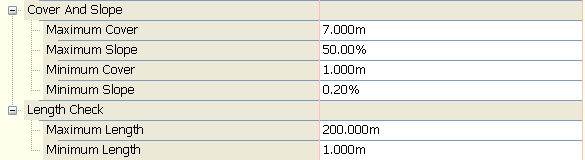 Cover And Slope
Maximum Cover 7.000m
Maximum Slope 50.00%
Minimum Cover 1.000m
Minimum Slope 0.20%
Length Check
Maximum Length 200.000m
Minimum Length 1.000m